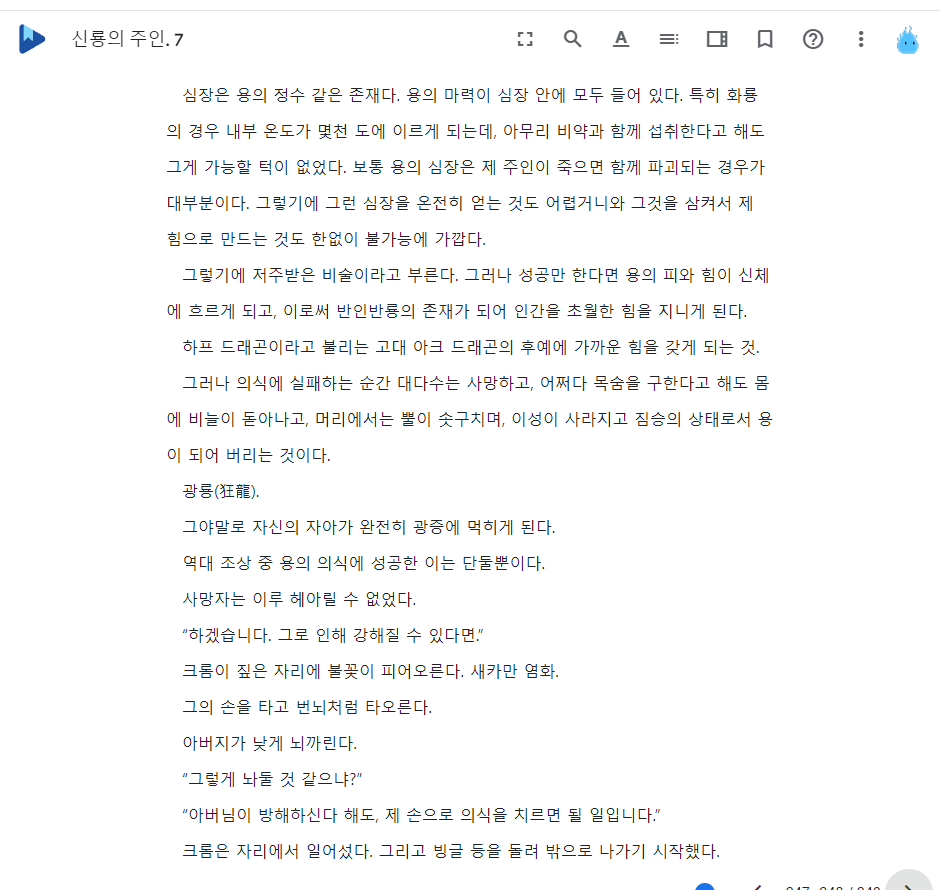 신룡의 주인. 7
심장은 용의 정수 같은 존재다. 용의 마력이 심장 안에 모두 들어 있다. 특히 화룡
의 경우 내부 온도가 몇천 도에 이르게 되는데, 아무리 비약과 함께 섭취한다고 해도
그게 가능할 턱이 없었다. 보통 용의 심장은 제 주인이 죽으면 함께 파괴되는 경우가
대부분이다. 그렇기에 그런 심장을 온전히 얻는 것도 어렵거니와 그것을 삼켜서 제
힘으로 만드는 것도 한없이 불가능에 가깝다.
그렇기에 저주받은 비술이라고 부른다. 그러나 성공만 한다면 용의 피와 힘이 신체
에 흐르게 되고, 이로써 반인반룡의 존재가 되어 인간을 초월한 힘을 지니게 된다.
하프 드래곤이라고 불리는 고대 아크 드래곤의 후예에 가까운 힘을 갖게 되는 것.
그러나 의식에 실패하는 순간 대다수는 사망하고, 어쩌다 목숨을 구한다고 해도 몸
에 비늘이 돋아나고, 머리에서는 뿔이 솟구치며, 이성이 사라지고 짐승의 상태로서 용
이 되어 버리는 것이다.
광룡(狂龍).
그야말로 자신의 자아가 완전히 광증에 먹히게 된다.
역대 조상 중 용의 의식에 성공한 이는 단둘뿐이다.
사망자는 이루 헤아릴 수 없었다.
“하겠습니다. 그로 인해 강해질 수 있다면.”
크롬이 짚은 자리에 불꽃이 피어오른다. 새카만 염화.
그의 손을 타고 번뇌처럼 타오른다.
아버지가 낮게 뇌까린다.
“그렇게 놔둘 것 같으냐?”
“아버님이 방해하신다 해도, 제 손으로 의식을 치르면 될 일입니다.”
크롬은 자리에서 일어섰다. 그리고 빙글 등을 돌려 밖으로 나가기 시작했다.